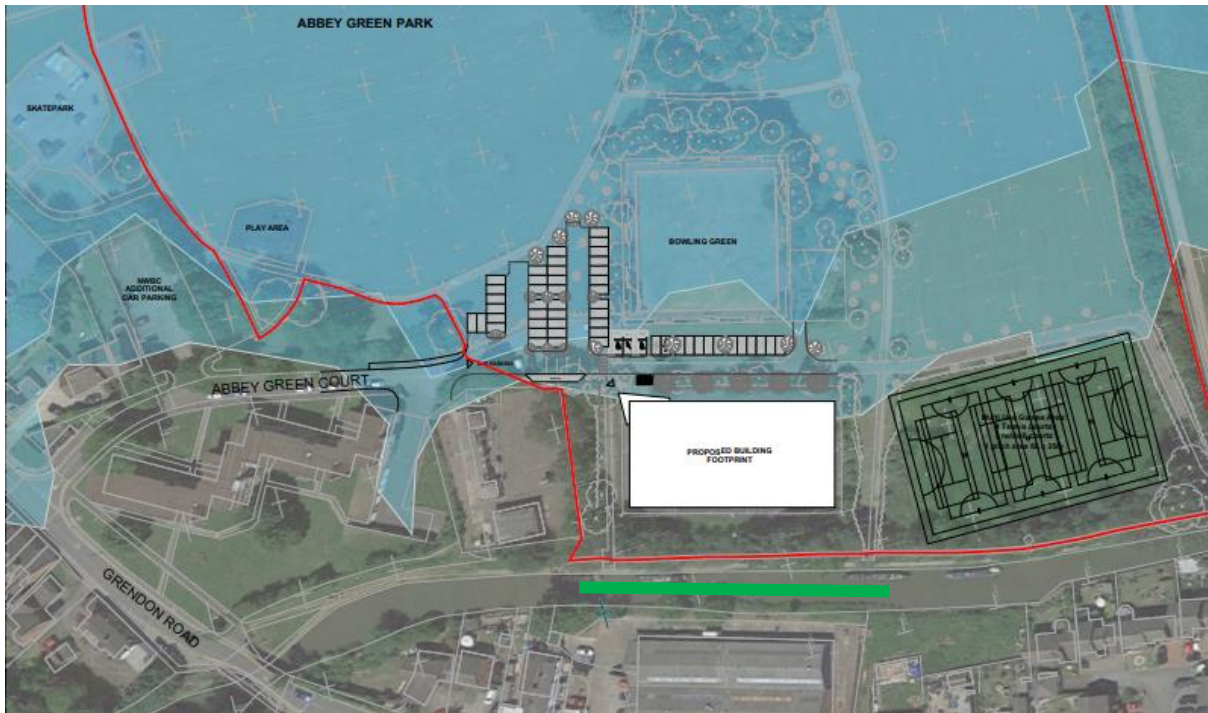 ABBEY GREEN PARK
SKATEPARK
PLAY AREA
BOWLING GREEN
NWBC
ADDITIONAL
CAR PARKING
ABBEY GREEN COURT
PROPOSED BUILDING
FOOTPRINT
GRENDON ROAD